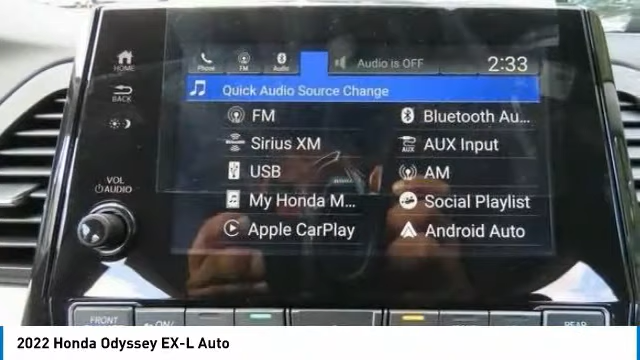 HOME
Phone FM Audio Audio is OFF 2:33
BACK
Quick Audio Source Change
FM Bluetooth Au...
Sirius XM AUX Input
USB AM
My Honda M... Social Playlist
Apple CarPlay Android Auto
VOL
AUDIO
FRONT ON/ REAR
2022 Honda Odyssey EX-L Auto